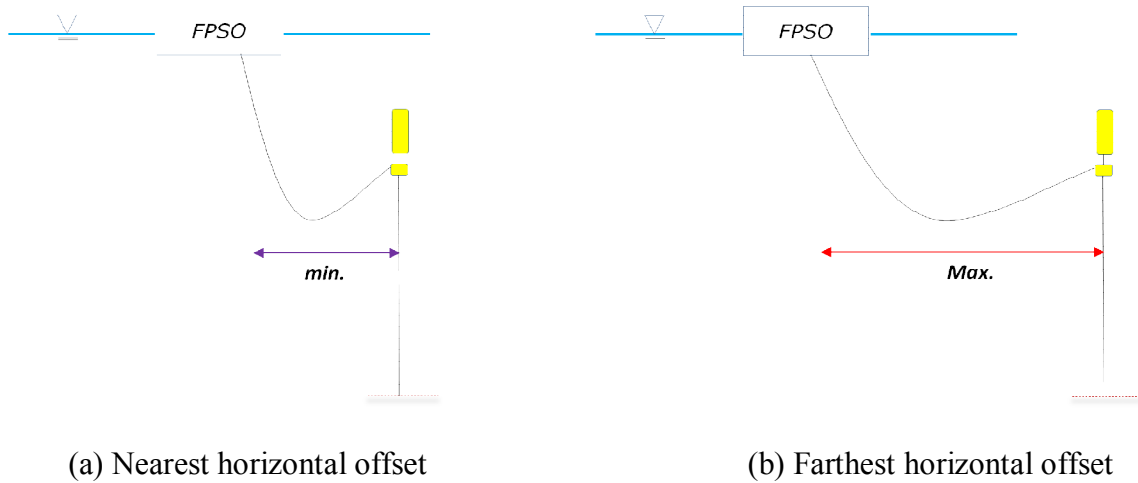 FPSO
FPSO
min.
Max.
(a) Nearest horizontal offset
(b) Farthest horizontal offset